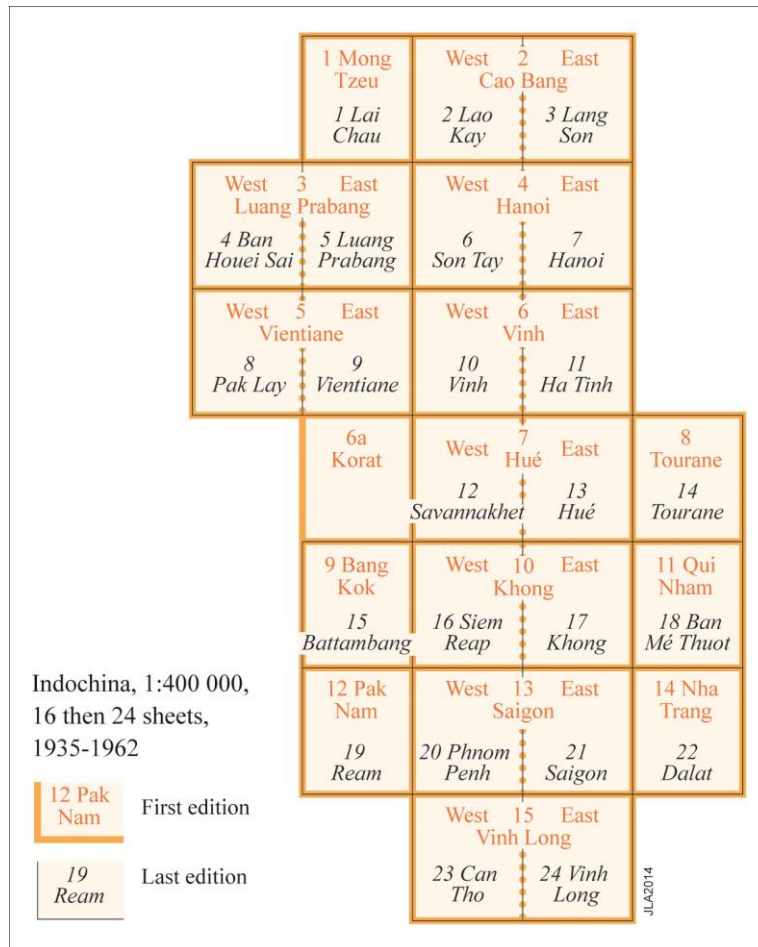 1 Mong
Tzeu
West 2 East
Cao Bang
1 Lai
Chau
2 Lao
Kay
3 Lang
Son
West 3 East
Luang Prabang
West 4 East
Hanoi
4 Ban
Houei Sai
5 Luang
Prabang
6
Son Tay
7
Hanoi
West 5 East
Vientiane
West 6 East
Vinh
8
Pak Lay
9
Vientiane
10
Vinh
11
Ha Tinh
6a
Korat
West 7 East
Hué
8
Tourane
12
Savannakhet
13
Hué
14
Tourane
9 Bang
Kok
West 10 East
Khong
11 Qui
Nham
15
Battambang
16 Siem
Reap
17
Khong
18 Ban
Mé Thuot
12 Pak
Nam
West 13 East
Saigon
14 Nha
Trang
19
Ream
20 Phnom
Penh
21
Saigon
22
Dalat
West 15 East
Vinh Long
23 Can
Tho
24 Vinh
Long
Indochina, 1:400 000,
16 then 24 sheets,
1935-1962
12 Pak
Nam
First edition
19
Ream
Last edition
JLA2014